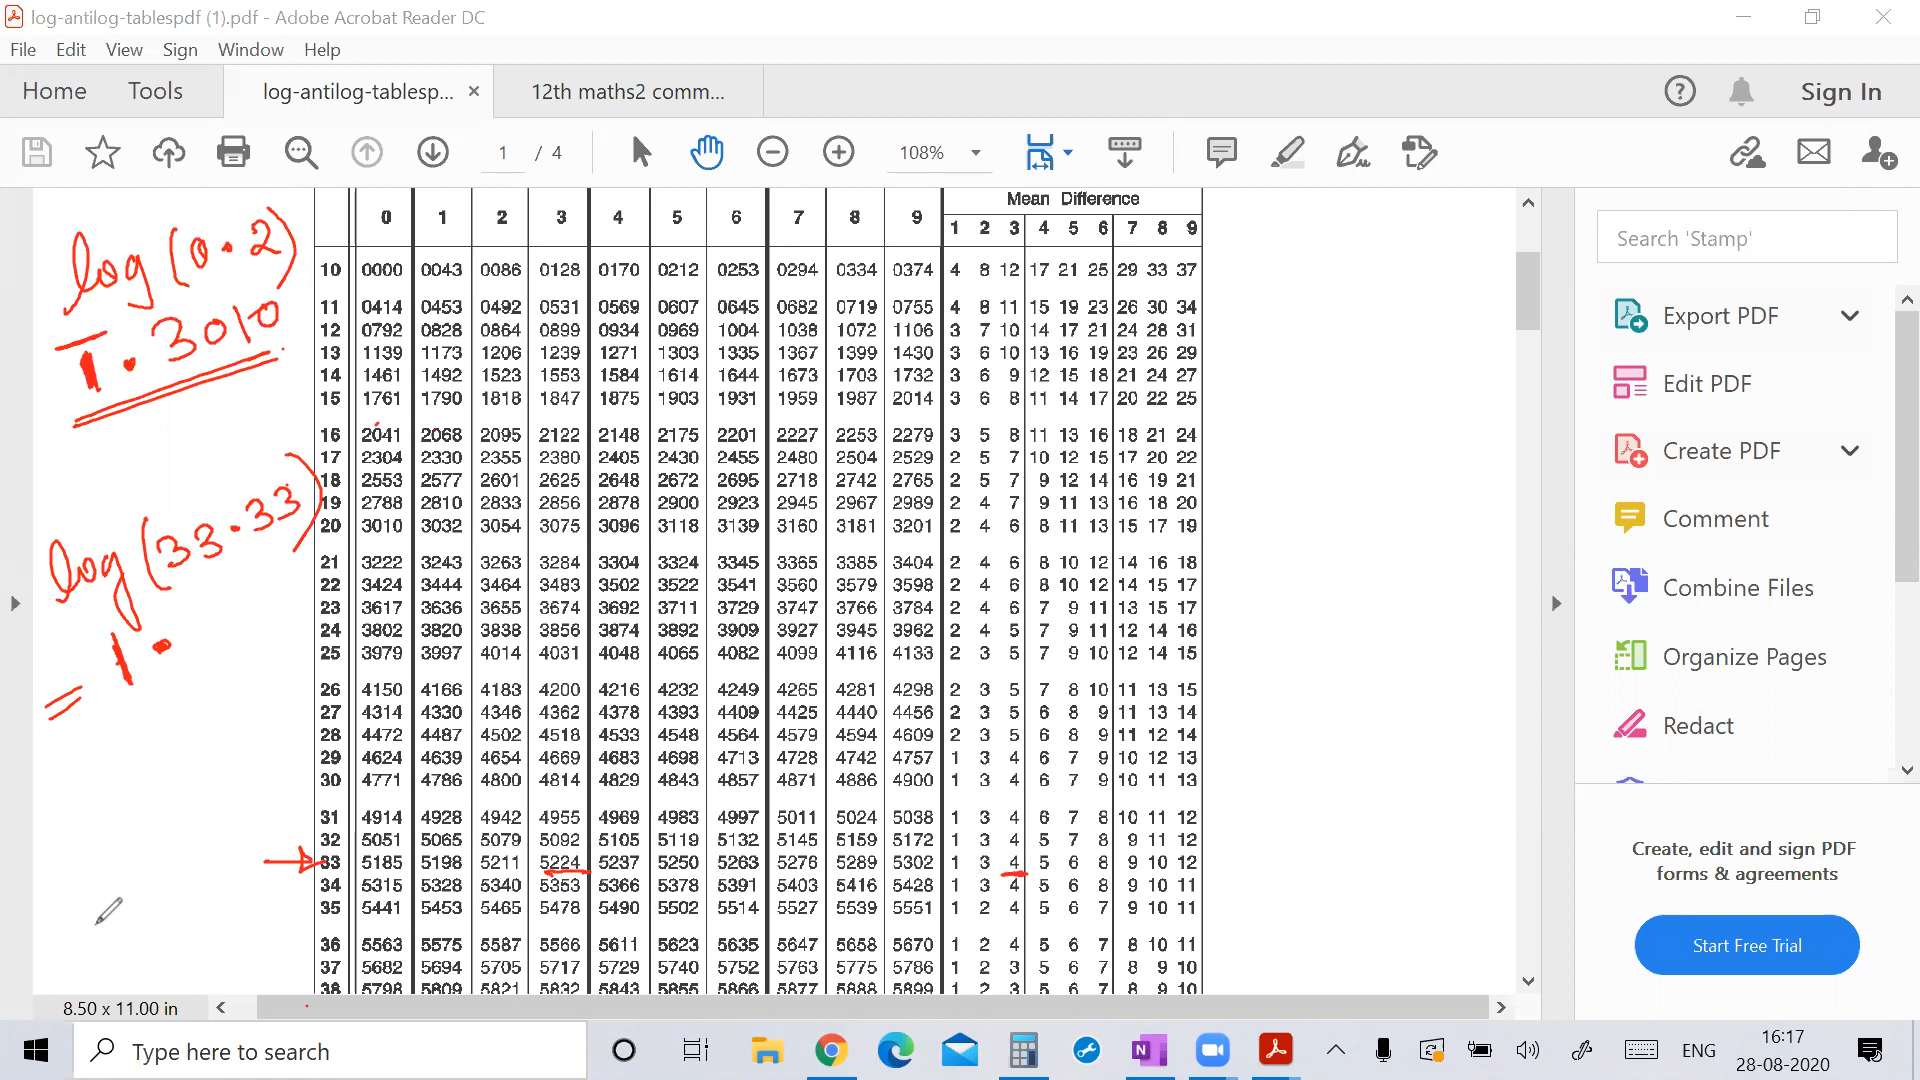 log-antilog-tablespdf (1).pdf - Adobe Acrobat Reader DC
File Edit View Sign Window Help
Home Tools log-antilog-tablesp... × 12th maths2 comm... Sign In
1 / 4 108%
Mean Difference
0 1 2 3 4 5 6 7 8 9 1 2 3 4 5 6 7 8 9
10 0000 0043 0086 0128 0170 0212 0253 0294 0334 0374 4 8 12 17 21 25 29 33 37
11 0414 0453 0492 0531 0569 0607 0645 0682 0719 0755 4 8 11 15 19 23 26 30 34
12 0792 0828 0864 0899 0934 0969 1004 1038 1072 1106 3 7 10 14 17 21 24 28 31
13 1139 1173 1206 1239 1271 1303 1335 1367 1399 1430 3 6 10 13 16 19 23 26 29
14 1461 1492 1523 1553 1584 1614 1644 1673 1703 1732 3 6 9 12 15 18 21 24 27
15 1761 1790 1818 1847 1875 1903 1931 1959 1987 2014 3 6 8 11 14 17 20 22 25
16 2041 2068 2095 2122 2148 2175 2201 2227 2253 2279 3 5 8 11 13 16 18 21 24
17 2304 2330 2355 2380 2405 2430 2455 2480 2504 2529 2 5 7 10 12 15 17 20 22
18 2553 2577 2601 2625 2648 2672 2695 2718 2742 2765 2 5 7 9 12 14 16 19 21
19 2788 2810 2833 2856 2878 2900 2923 2945 2967 2989 2 4 7 9 11 13 16 18 20
20 3010 3032 3054 3075 3096 3118 3139 3160 3181 3201 2 4 6 8 11 13 15 17 19
21 3222 3243 3263 3284 3304 3324 3345 3365 3385 3404 2 4 6 8 10 12 14 16 18
22 3424 3444 3464 3483 3502 3522 3541 3560 3579 3598 2 4 6 8 10 12 14 15 17
23 3617 3636 3655 3674 3692 3711 3729 3747 3766 3784 2 4 6 7 9 11 13 15 17
24 3802 3820 3838 3856 3874 3892 3909 3927 3945 3962 2 4 5 7 9 11 12 14 16
25 3979 3997 4014 4031 4048 4065 4082 4099 4116 4133 2 3 5 7 9 10 12 14 15
26 4150 4166 4183 4200 4216 4232 4249 4265 4281 4298 2 3 5 7 8 10 11 13 15
27 4314 4330 4346 4362 4378 4393 4409 4425 4440 4456 2 3 5 6 8 9 11 13 14
28 4472 4487 4502 4518 4533 4548 4564 4579 4594 4609 2 3 5 6 8 9 11 12 14
29 4624 4639 4654 4669 4683 4698 4713 4728 4742 4757 1 3 4 6 7 9 10 12 13
30 4771 4786 4800 4814 4829 4843 4857 4871 4886 4900 1 3 4 6 7 9 10 11 13
31 4914 4928 4942 4955 4969 4983 4997 5011 5024 5038 1 3 4 6 7 8 10 11 12
32 5051 5065 5079 5092 5105 5119 5132 5145 5159 5172 1 3 4 5 7 8 9 11 12
33 5185 5198 5211 5224 5237 5250 5263 5276 5289 5302 1 3 4 5 6 8 9 10 12
34 5315 5328 5340 5353 5366 5378 5391 5403 5416 5428 1 3 4 5 6 8 9 10 11
35 5441 5453 5465 5478 5490 5502 5514 5527 5539 5551 1 2 4 5 6 7 9 10 11
36 5563 5575 5587 5566 5611 5623 5635 5647 5658 5670 1 2 4 5 6 7 8 10 11
37 5682 5694 5705 5717 5729 5740 5752 5763 5775 5786 1 2 3 5 6 7 8 9 10
38 5798 5809 5821 5832 5843 5855 5866 5877 5888 5899 1 2 3 5 6 7 8 9 10
log (0.2)
1̅.3010
log (33.33)
= 1.
8.50 x 11.00 in
Search 'Stamp'
Export PDF
Edit PDF
Create PDF
Comment
Combine Files
Organize Pages
Redact
Create, edit and sign PDF
forms & agreements
Start Free Trial
Type here to search
ENG
16:17
28-08-2020